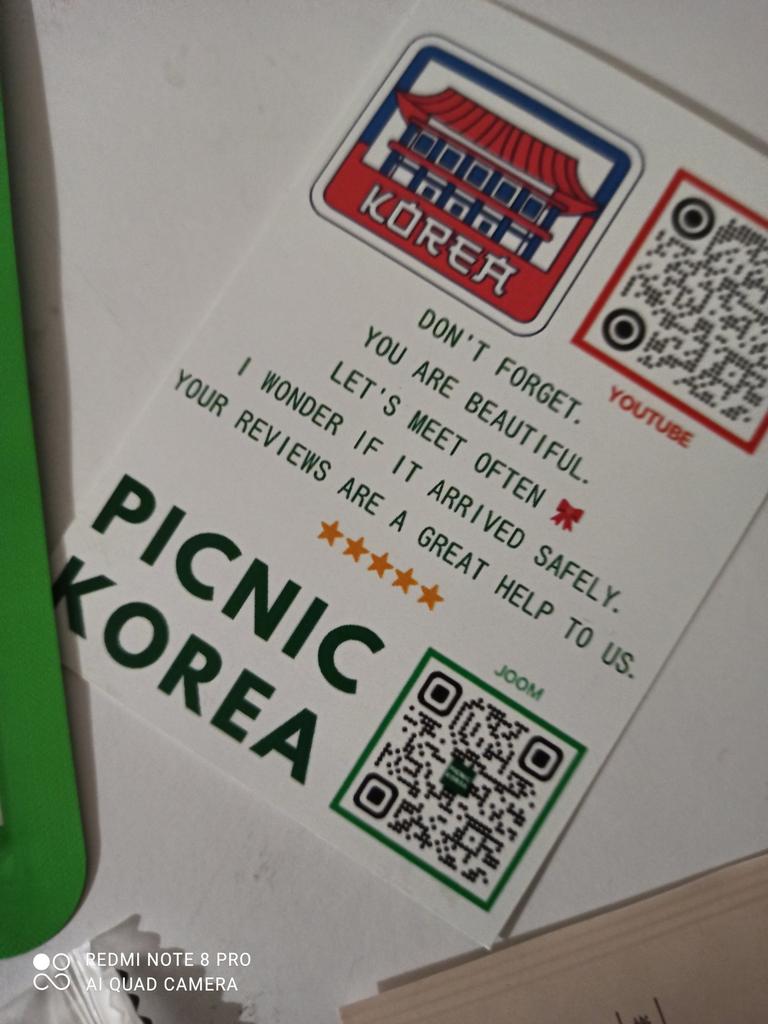 KOREA
DON'T FORGET.
YOU ARE BEAUTIFUL.
LET'S MEET OFTEN
I WONDER IF IT ARRIVED SAFELY.
YOUR REVIEWS ARE A GREAT HELP TO US.
YOUTUBE
PICNIC
KOREA
JOOM
REDMI NOTE 8 PRO
AI QUAD CAMERA